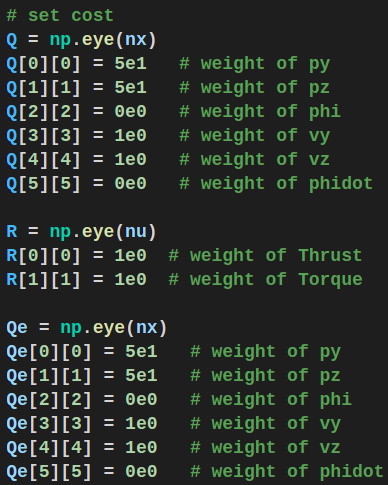 # set cost
Q = np.eye(nx)
Q[0][0] = 5e1   # weight of py
Q[1][1] = 5e1   # weight of pz
Q[2][2] = 0e0   # weight of phi
Q[3][3] = 1e0   # weight of vy
Q[4][4] = 1e0   # weight of vz
Q[5][5] = 0e0   # weight of phidot

R = np.eye(nu)
R[0][0] = 1e0  # weight of Thrust
R[1][1] = 1e0  # weight of Torque

Qe = np.eye(nx)
Qe[0][0] = 5e1   # weight of py
Qe[1][1] = 5e1   # weight of pz
Qe[2][2] = 0e0   # weight of phi
Qe[3][3] = 1e0   # weight of vy
Qe[4][4] = 1e0   # weight of vz
Qe[5][5] = 0e0   # weight of phidot